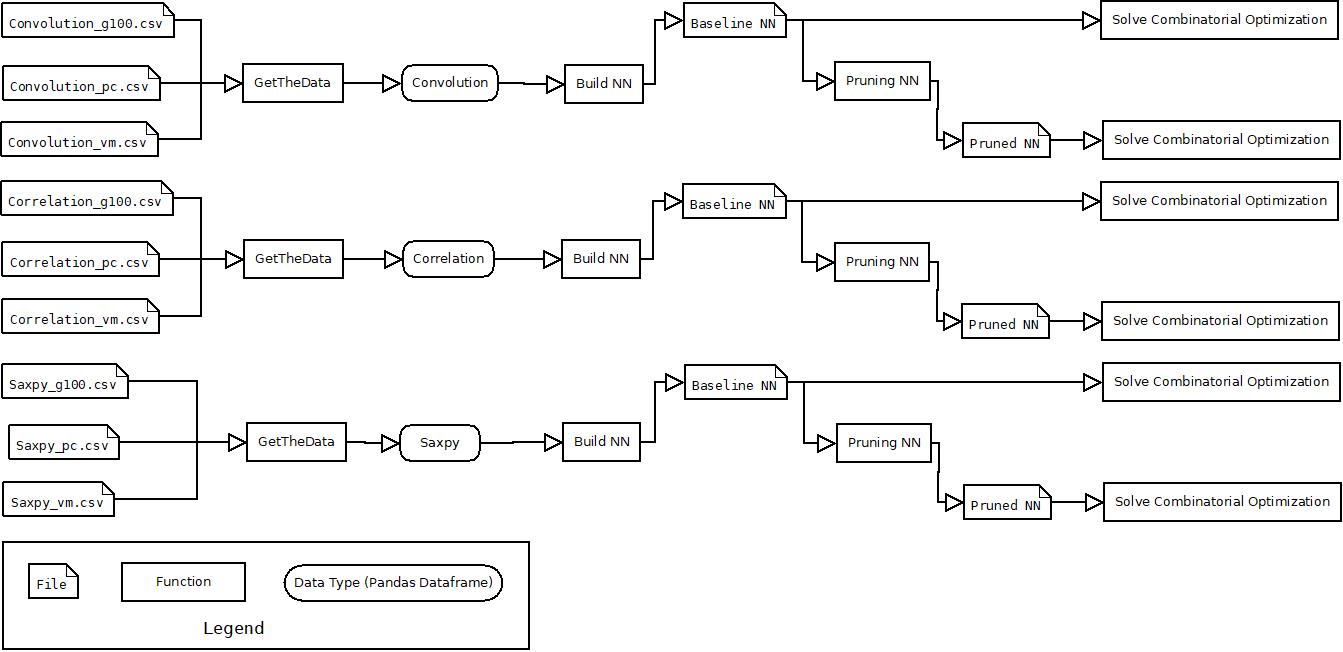 Convolution_g100.csv
Convolution_pc.csv
Convolution_vm.csv
GetTheData
Convolution
Build NN
Baseline NN
Pruning NN
Pruned NN
Solve Combinatorial Optimization
Solve Combinatorial Optimization
Correlation_g100.csv
Correlation_pc.csv
Correlation_vm.csv
GetTheData
Correlation
Build NN
Baseline NN
Pruning NN
Pruned NN
Solve Combinatorial Optimization
Solve Combinatorial Optimization
Saxpy_g100.csv
Saxpy_pc.csv
Saxpy_vm.csv
GetTheData
Saxpy
Build NN
Baseline NN
Pruning NN
Pruned NN
Solve Combinatorial Optimization
Solve Combinatorial Optimization
File
Function
Data Type (Pandas Dataframe)
Legend